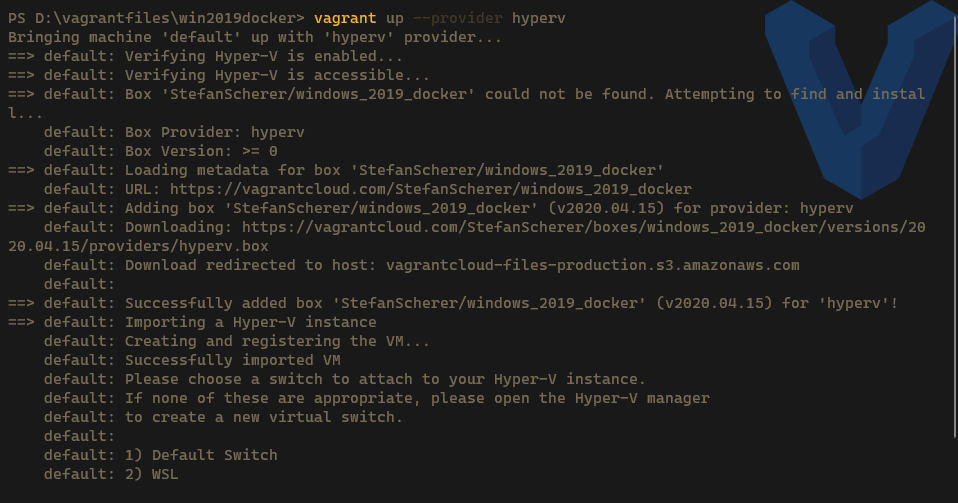 PS D:\vagrantfiles\win2019docker> vagrant up --provider hyperv
Bringing machine 'default' up with 'hyperv' provider...
==> default: Verifying Hyper-V is enabled...
==> default: Verifying Hyper-V is accessible...
==> default: Box 'StefanScherer/windows_2019_docker' could not be found. Attempting to find and instal
l...
    default: Box Provider: hyperv
    default: Box Version: >= 0
==> default: Loading metadata for box 'StefanScherer/windows_2019_docker'
    default: URL: https://vagrantcloud.com/StefanScherer/windows_2019_docker
==> default: Adding box 'StefanScherer/windows_2019_docker' (v2020.04.15) for provider: hyperv
    default: Downloading: https://vagrantcloud.com/StefanScherer/boxes/windows_2019_docker/versions/20
20.04.15/providers/hyperv.box
    default: Download redirected to host: vagrantcloud-files-production.s3.amazonaws.com
    default:
==> default: Successfully added box 'StefanScherer/windows_2019_docker' (v2020.04.15) for 'hyperv'!
==> default: Importing a Hyper-V instance
    default: Creating and registering the VM...
    default: Successfully imported VM
    default: Please choose a switch to attach to your Hyper-V instance.
    default: If none of these are appropriate, please open the Hyper-V manager
    default: to create a new virtual switch.
    default:
    default: 1) Default Switch
    default: 2) WSL